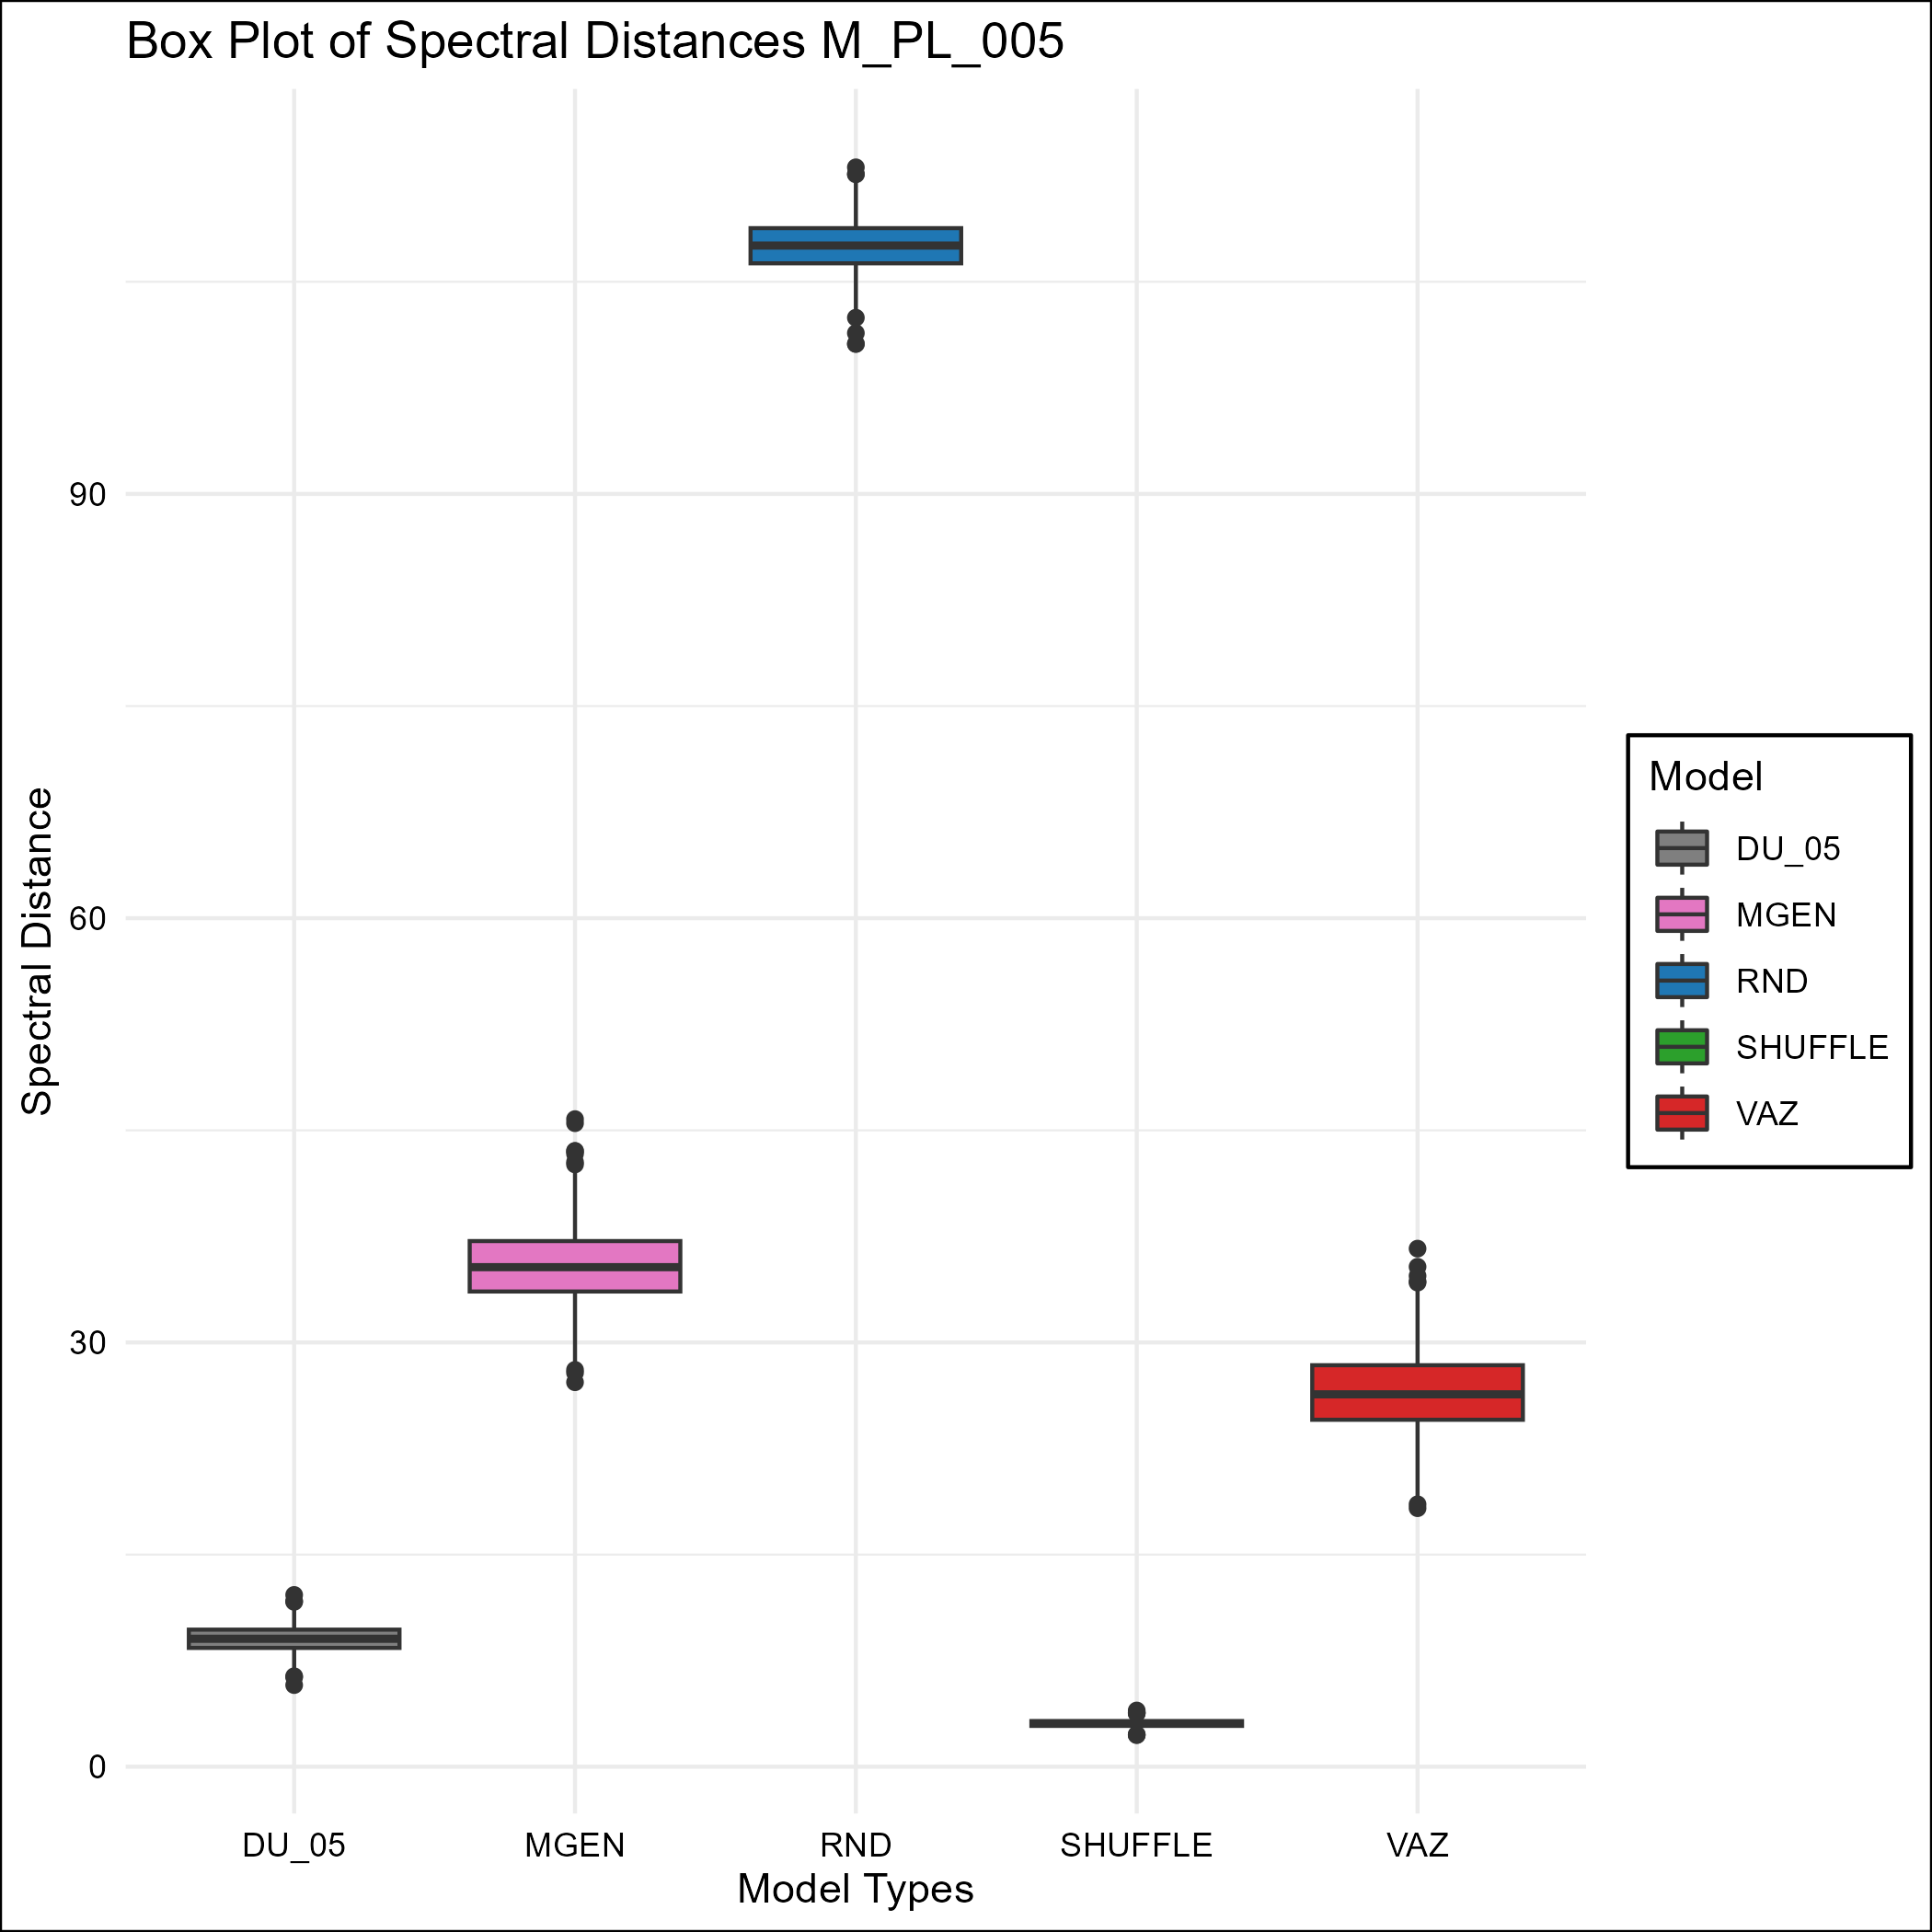 Box Plot of Spectral Distances M_PL_005
Spectral Distance
90
60
30
0
DU_05
MGEN
RND
SHUFFLE
VAZ
Model Types
Model
DU_05
MGEN
RND
SHUFFLE
VAZ